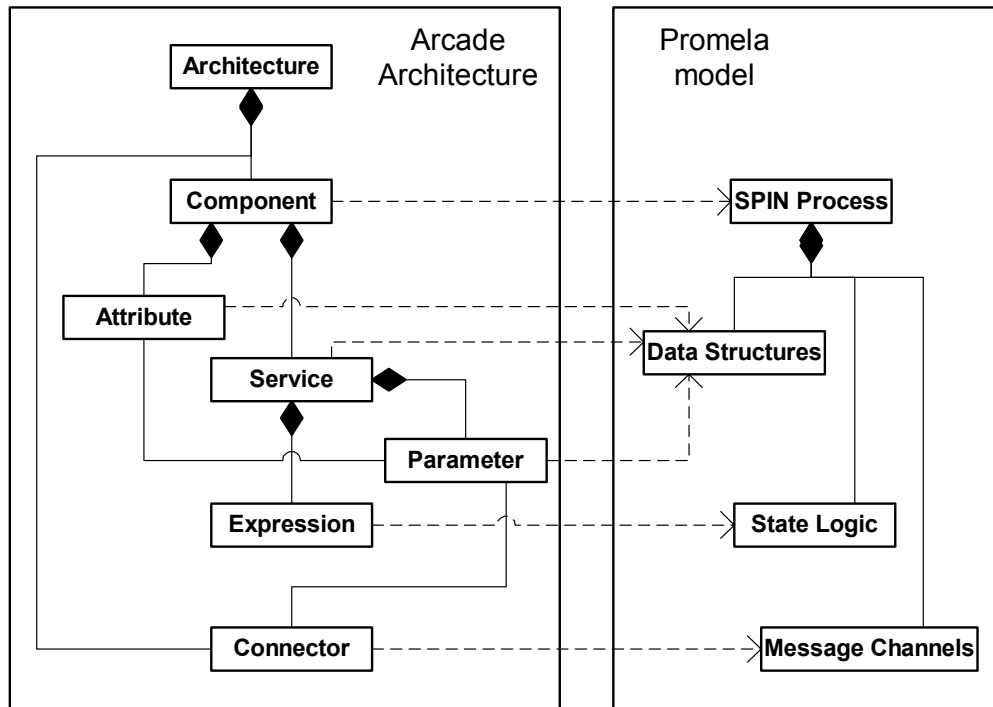 Arcade
Architecture
Architecture
Component
Attribute
Service
Parameter
Expression
Connector
Promela
model
SPIN Process
Data Structures
State Logic
Message Channels